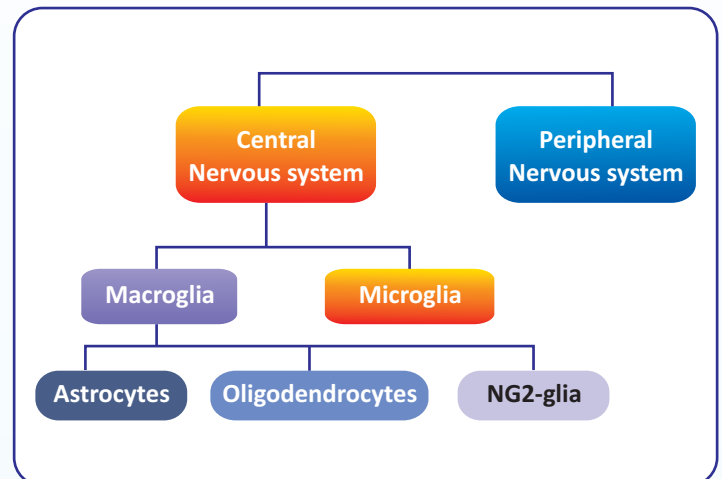 Central
Nervous system
Peripheral
Nervous system
Macroglia
Microglia
Astrocytes
Oligodendrocytes
NG2-glia